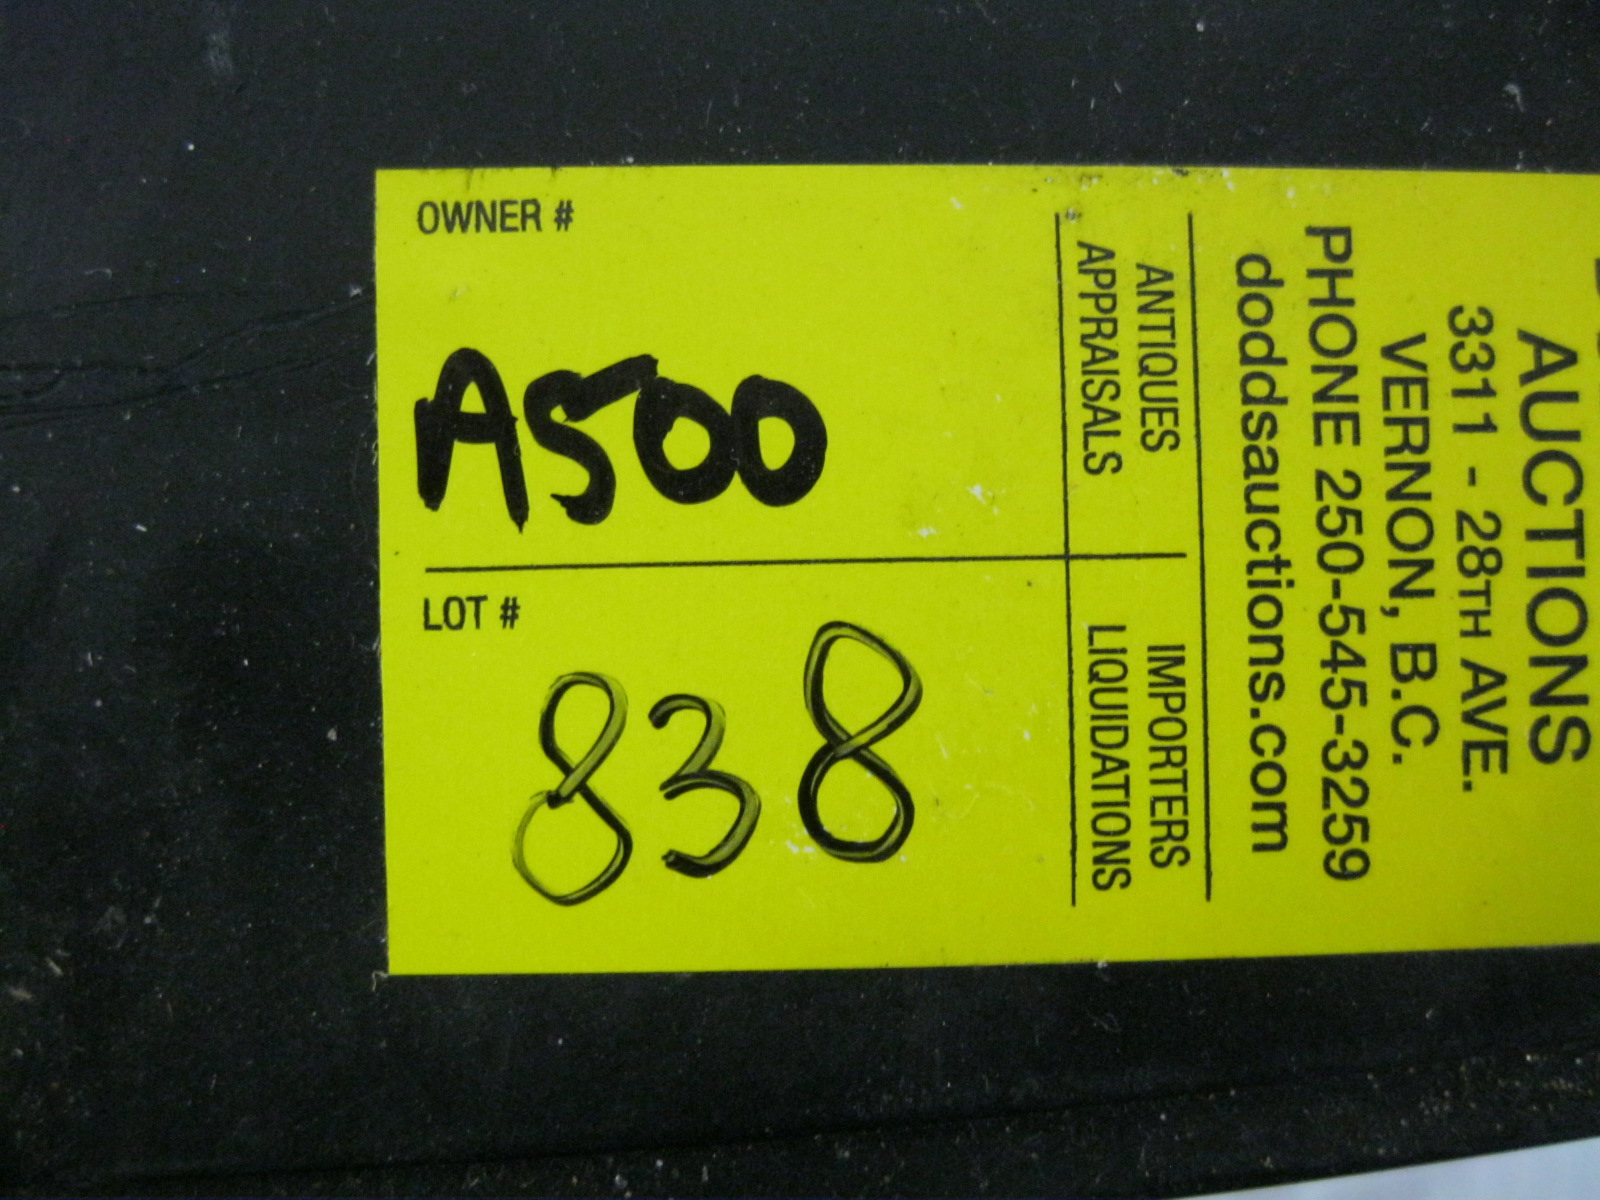 OWNER #
A500
LOT #
838
AUCTIONS
3311 - 28TH AVE.
VERNON, B.C.
PHONE 250-545-3259
doddsauctions.com
ANTIQUES
APPRAISALS
IMPORTERS
LIQUIDATIONS